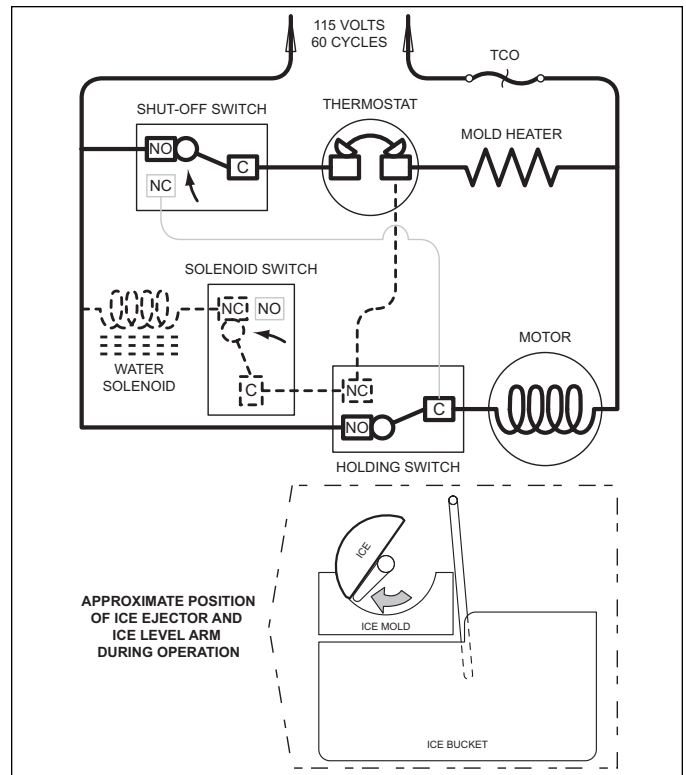 115 VOLTS
60 CYCLES
TCO
SHUT-OFF SWITCH
THERMOSTAT
MOLD HEATER
NO
C
NC
SOLENOID SWITCH
NC
NO
MOTOR
WATER
SOLENOID
C
NC
C
NO
HOLDING SWITCH
ICE
APPROXIMATE POSITION
OF ICE EJECTOR AND
ICE LEVEL ARM
DURING OPERATION
ICE MOLD
ICE BUCKET